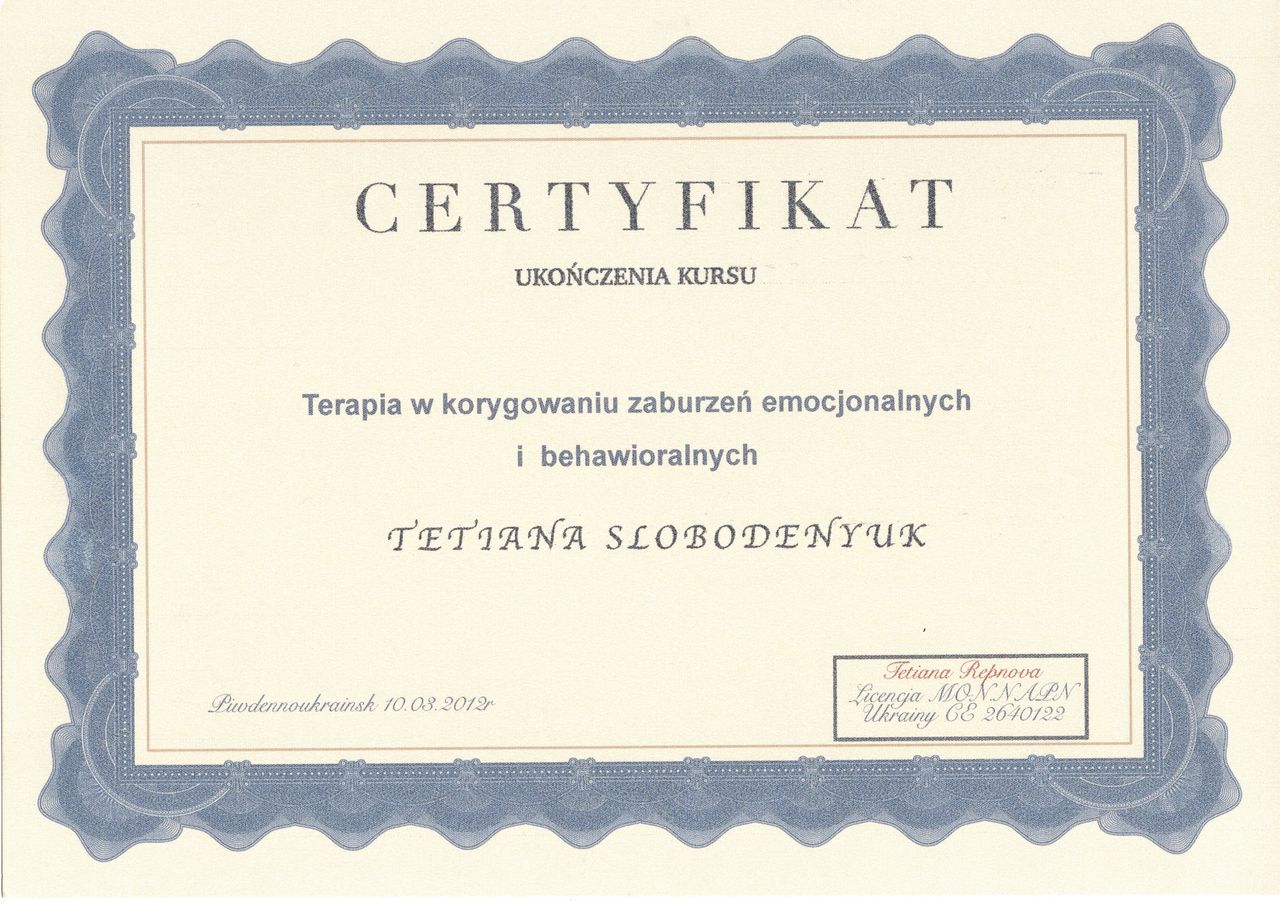 CERTYFIKAT
UKOŃCZENIA KURSU
Terapia w korygowaniu zaburzeń emocjonalnych
i behawioralnych
TETIANA SLOBODENYUK
Piwdennoukrainsk 10.03.2012r
Tetiana Repnova
Licencja MON.NAPN
Ukrainy CE 2640122